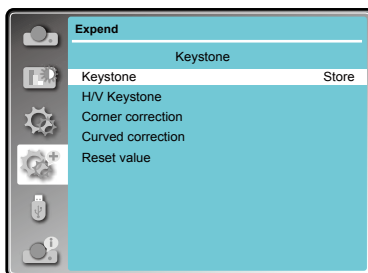 Expend
Keystone
Keystone Store
H/V Keystone
Corner correction
Curved correction
Reset value